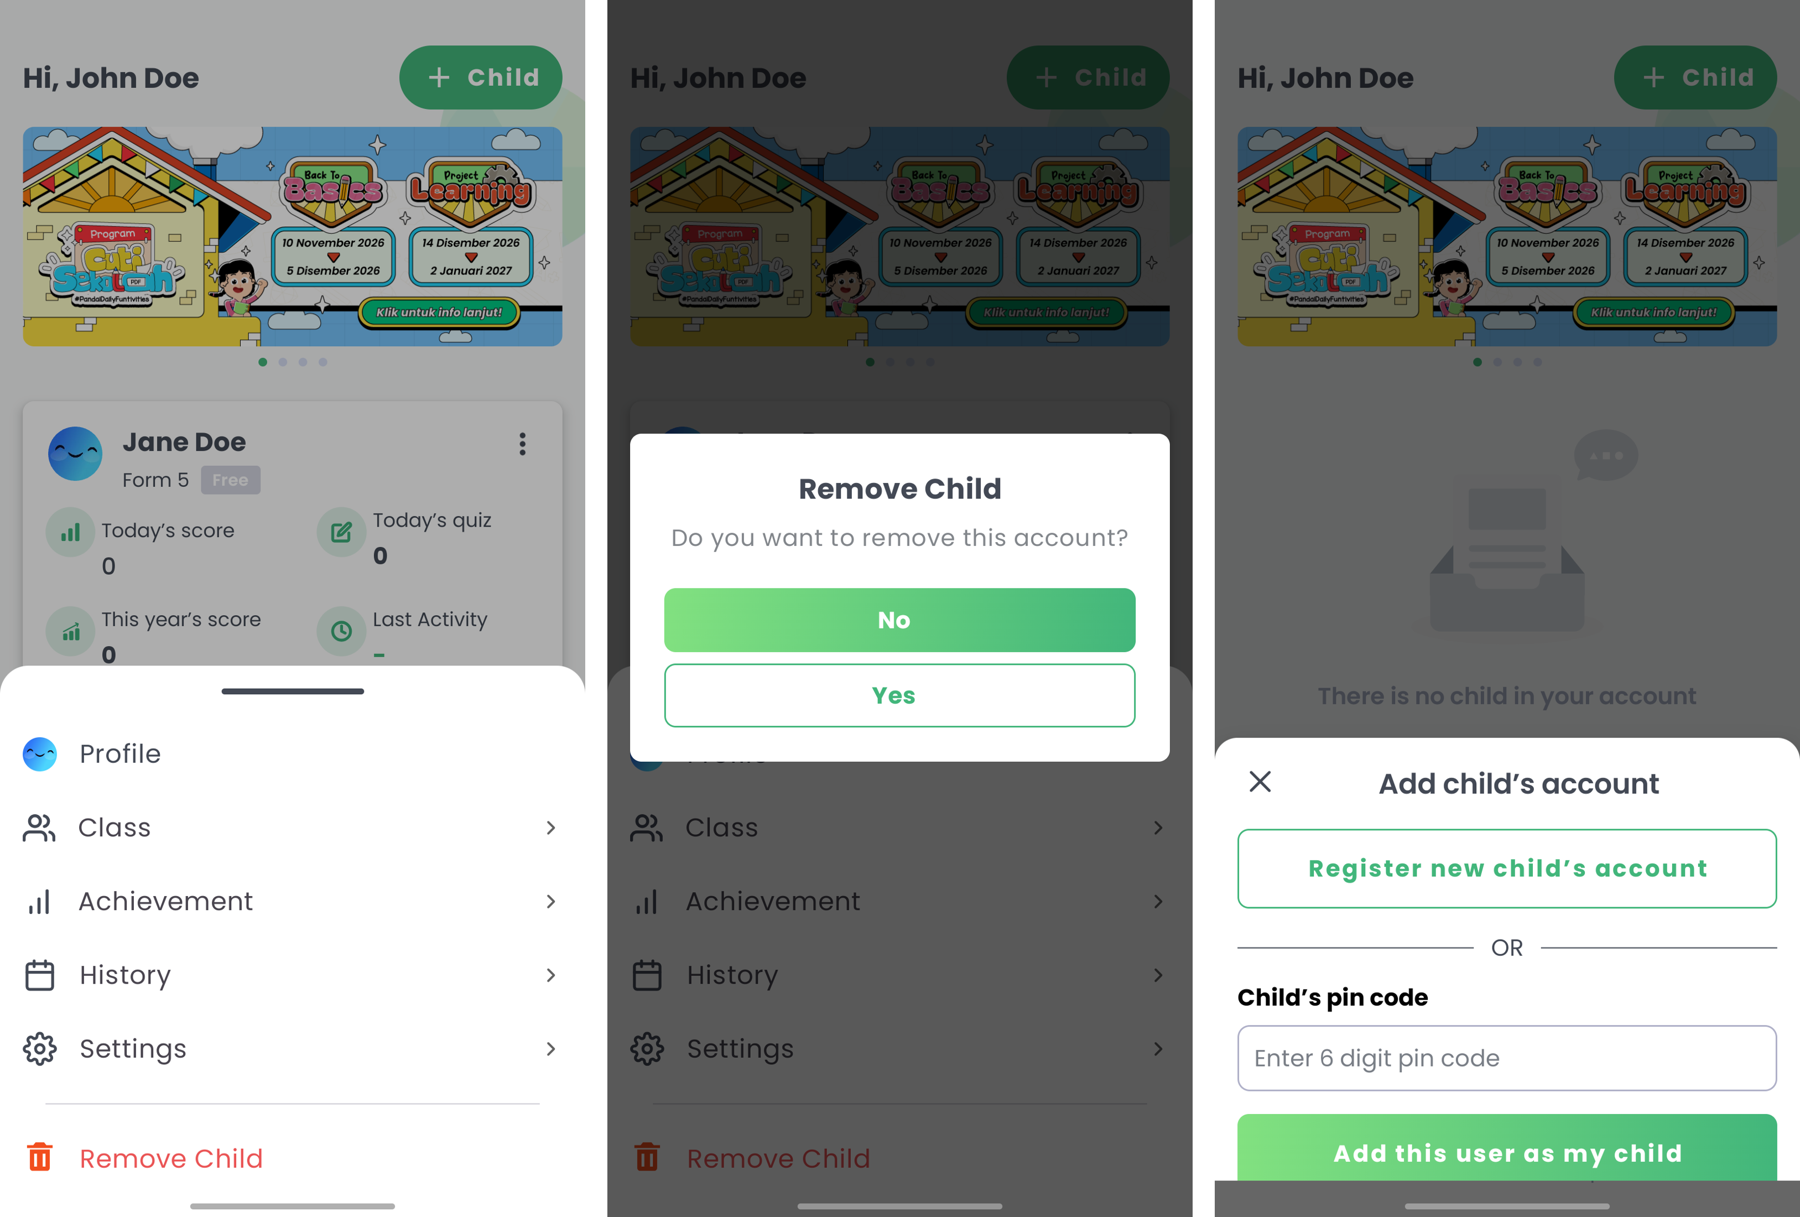 Hi, John Doe
+ Child
Program
Cuti
Sekolah
PDF
#PandaDailyFuntivities
Back To
Basics
10 November 2026
5 Disember 2026
Project
Learning
14 Disember 2026
2 Januari 2027
Klik untuk info lanjut!
Jane Doe
Form 5 Free
Today's score
0
Today's quiz
0
This year's score
0
Last Activity
-
Profile
Class
Achievement
History
Settings
Remove Child
Hi, John Doe
+ Child
Program
Cuti
Sekolah
PDF
#PandaDailyFuntivities
Back To
Basics
10 November 2026
5 Disember 2026
Project
Learning
14 Disember 2026
2 Januari 2027
Klik untuk info lanjut!
Remove Child
Do you want to remove this account?
No
Yes
Class
Achievement
History
Settings
Remove Child
Hi, John Doe
+ Child
Program
Cuti
Sekolah
PDF
#PandaDailyFuntivities
Back To
Basics
10 November 2026
5 Disember 2026
Project
Learning
14 Disember 2026
2 Januari 2027
Klik untuk info lanjut!
There is no child in your account
Add child's account
Register new child's account
OR
Child's pin code
Enter 6 digit pin code
Add this user as my child